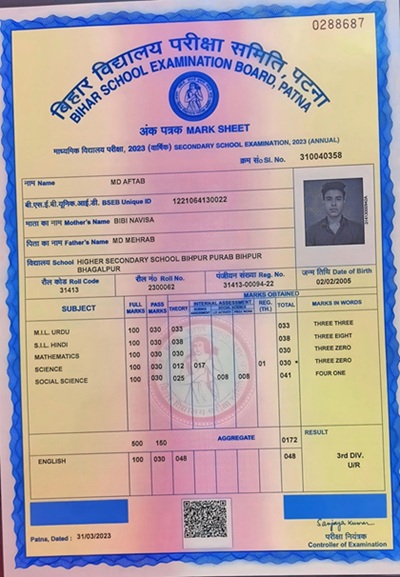 0288687
बिहार विद्यालय परीक्षा समिति, पटना
BIHAR SCHOOL EXAMINATION BOARD, PATNA
अंक पत्रक MARK SHEET
माध्यमिक विद्यालय परीक्षा, 2023 (वार्षिक) SECONDARY SCHOOL EXAMINATION, 2023 (ANNUAL)
क्रम सं० Sl. No. 310040358
नाम Name MD AFTAB
बी.एस.ई.बी.यूनिक.आई.डी. BSEB Unique ID 1221064130022
माता का नाम Mother's Name BIBI NAVISA
पिता का नाम Father's Name MD MEHRAB
विद्यालय School HIGHER SECONDARY SCHOOL BIHPUR PURAB BIHPUR
BHAGALPUR
रौल कोड Roll Code रौल नं० Roll No. पंजीयन संख्या Reg. No. जन्म तिथि Date of Birth
31413 2300062 31413-00094-22 02/02/2005
MARKS OBTAINED
SUBJECT FULL MARKS PASS MARKS THEORY INTERNAL ASSESSMENT REG. (TH.) TOTAL MARKS IN WORDS
M.I.L. URDU 100 030 033 033 THREE THREE
S.I.L. HINDI 100 030 038 038 THREE EIGHT
MATHEMATICS 100 030 030 030 THREE ZERO
SCIENCE 100 030 012 017 01 030 * THREE ZERO
SOCIAL SCIENCE 100 030 025 008 008 041 FOUR ONE
500 150 AGGREGATE 0172 RESULT
ENGLISH 100 030 048 048 3rd DIV.
U/R
Patna, Dated : 31/03/2023
Sanjaya Kumar
परीक्षा नियंत्रक
Controller of Examination